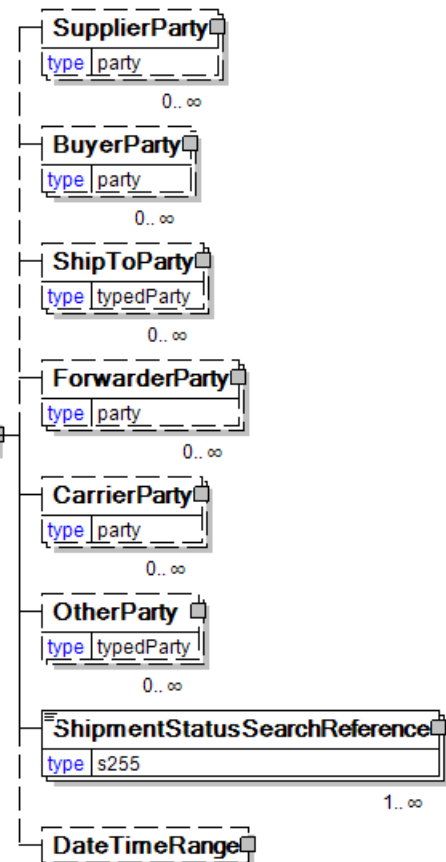 SupplierParty
type party
0.. ∞
BuyerParty
type party
0.. ∞
ShipToParty
type typedParty
0.. ∞
ForwarderParty
type party
0.. ∞
CarrierParty
type party
0.. ∞
OtherParty
type typedParty
0.. ∞
ShipmentStatusSearchReference
type s255
1.. ∞
DateTimeRange